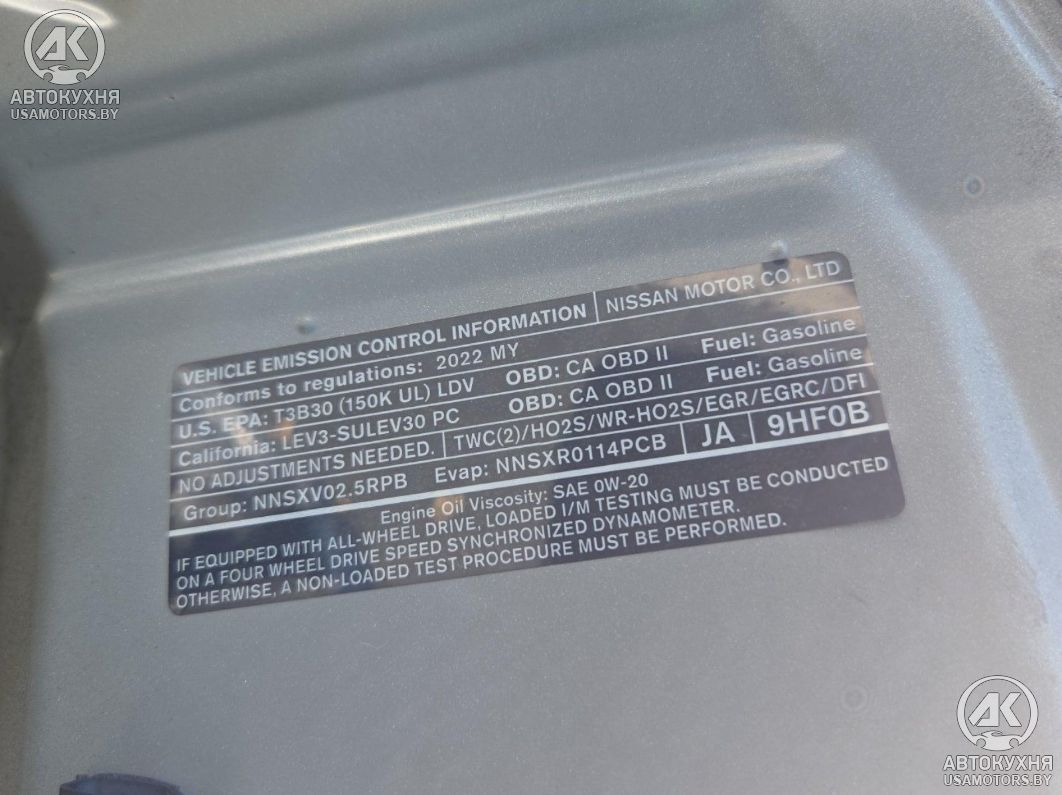 AK
АВТОКУХНЯ
USAMOTORS.BY
VEHICLE EMISSION CONTROL INFORMATION NISSAN MOTOR CO., LTD
Conforms to regulations: 2022 MY
U.S. EPA: T3B30 (150K UL) LDV OBD: CA OBD II Fuel: Gasoline
California: LEV3-SULEV30 PC OBD: CA OBD II Fuel: Gasoline
NO ADJUSTMENTS NEEDED. TWC(2)/HO2S/WR-HO2S/EGR/EGRC/DFI
Group: NNSXV02.5RPB Evap: NNSXR0114PCB JA 9HF0B
Engine Oil Viscosity: SAE 0W-20
IF EQUIPPED WITH ALL-WHEEL DRIVE, LOADED I/M TESTING MUST BE CONDUCTED
ON A FOUR WHEEL DRIVE SPEED SYNCHRONIZED DYNAMOMETER.
OTHERWISE, A NON-LOADED TEST PROCEDURE MUST BE PERFORMED.
AK
АВТОКУХНЯ
USAMOTORS.BY